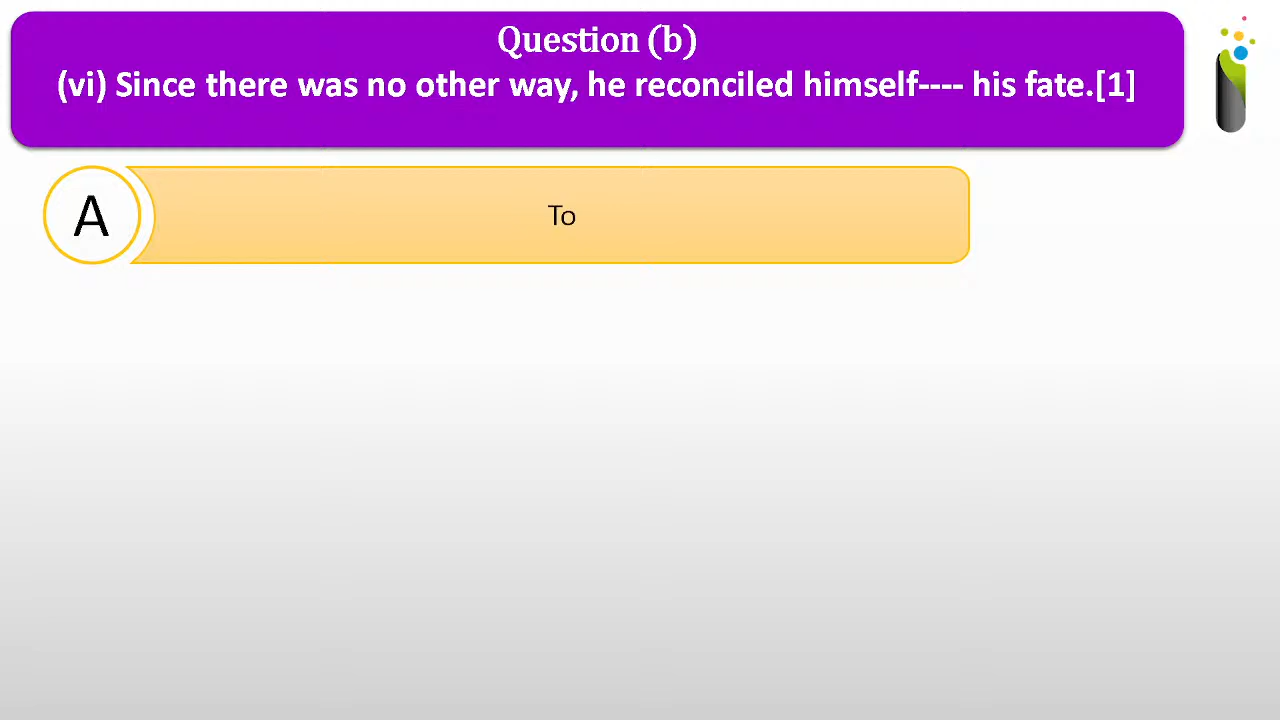 Question (b)
(vi) Since there was no other way, he reconciled himself---- his fate.[1]
A
To